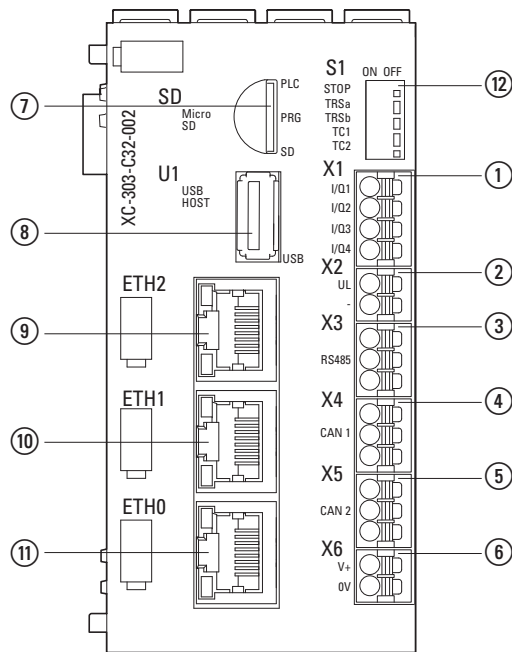 S1
ON OFF
STOP
TRSa
TRSb
TC1
TC2
⑫
⑦
SD
Micro
SD
PLC
PRG
SD
XC-303-C32-002
U1
USB
HOST
USB
⑧
X1
I/Q1
I/Q2
I/Q3
I/Q4
①
X2
UL
-
②
ETH2
⑨
X3
RS485
③
ETH1
⑩
X4
CAN 1
④
X5
CAN 2
⑤
ETH0
⑪
X6
V+
0V
⑥